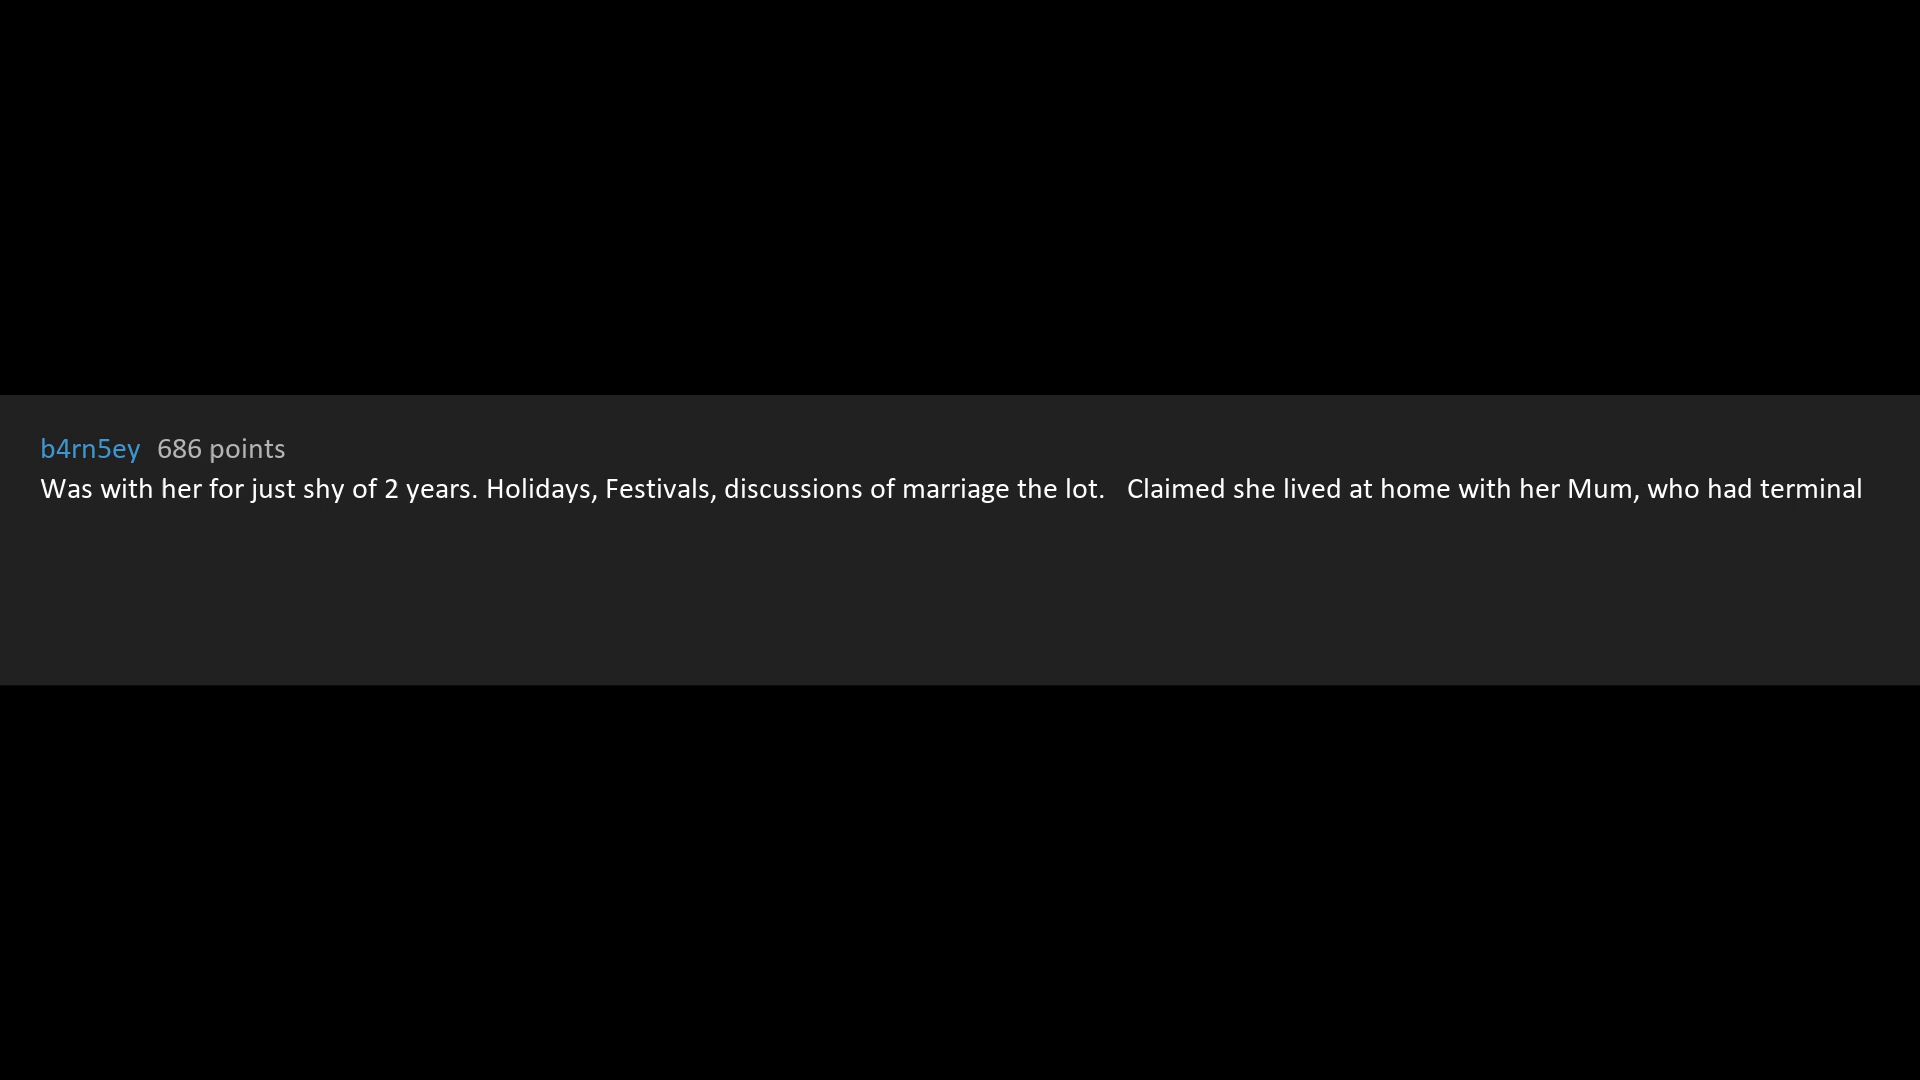 b4rn5ey 686 points
Was with her for just shy of 2 years. Holidays, Festivals, discussions of marriage the lot.   Claimed she lived at home with her Mum, who had terminal